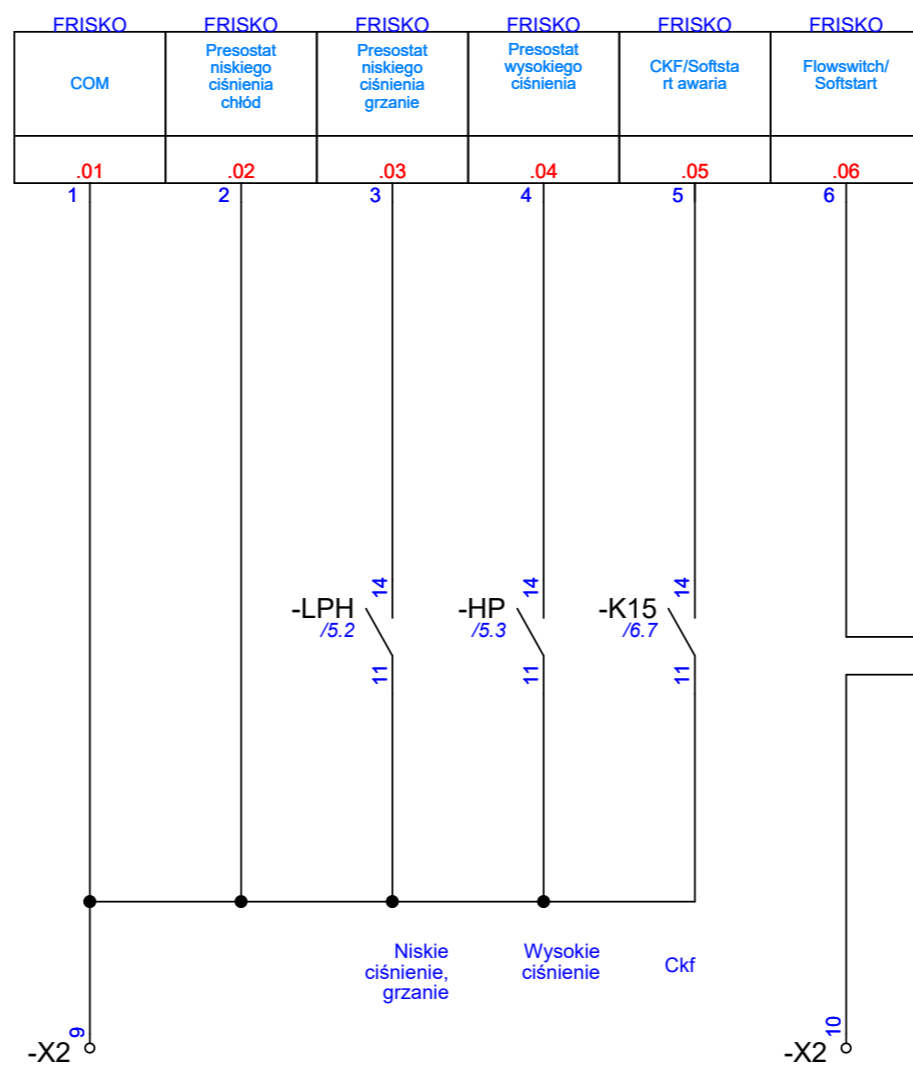 FRISKO FRISKO FRISKO FRISKO FRISKO FRISKO
COM
Presostat
niskiego
ciśnienia
chłód
Presostat
niskiego
ciśnienia
grzanie
Presostat
wysokiego
ciśnienia
CKF/Softsta
rt awaria
Flowswitch/
Softstart
.01 .02 .03 .04 .05 .06
1 2 3 4 5 6
14 14 14
-LPH -HP -K15
/5.2 /5.3 /6.7
11 11 11
Niskie
ciśnienie,
grzanie
Wysokie
ciśnienie
Ckf
9 10
-X2 -X2